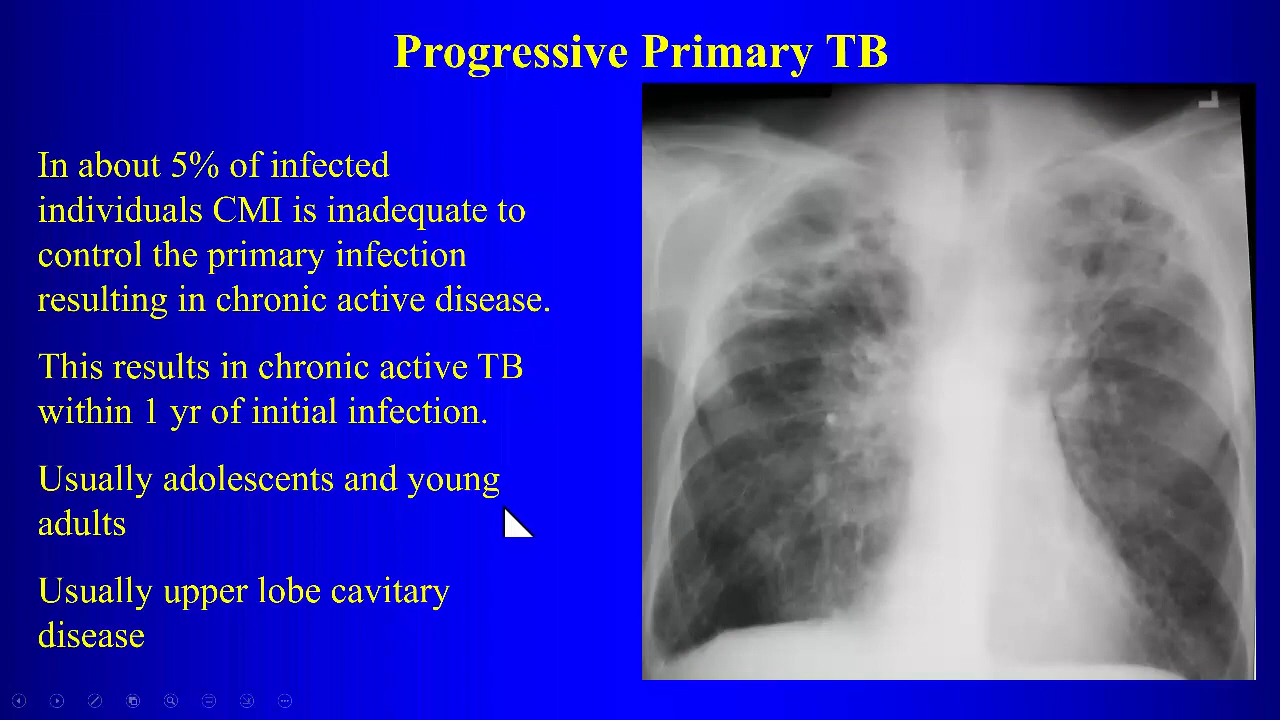 Progressive Primary TB
In about 5% of infected
individuals CMI is inadequate to
control the primary infection
resulting in chronic active disease.
This results in chronic active TB
within 1 yr of initial infection.
Usually adolescents and young
adults
Usually upper lobe cavitary
disease